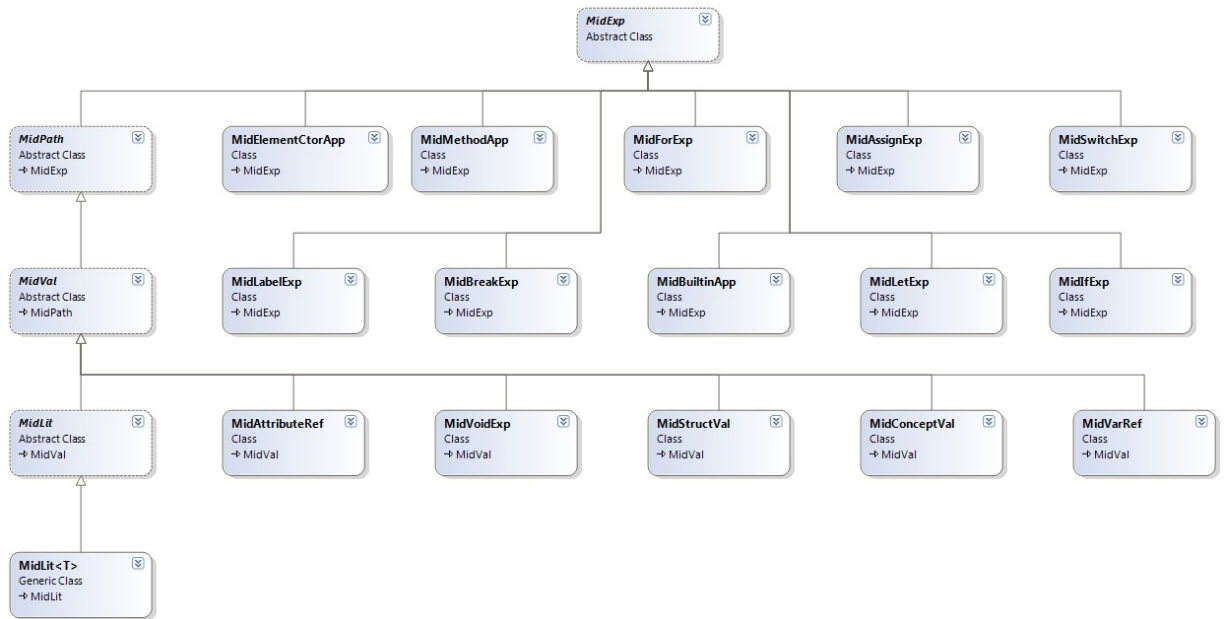 MidExp
Abstract Class
MidPath
Abstract Class
MidExp
MidElementCtorApp
Class
MidExp
MidMethodApp
Class
MidExp
MidForExp
Class
MidExp
MidAssignExp
Class
MidExp
MidSwitchExp
Class
MidExp
MidVal
Abstract Class
MidPath
MidLabelExp
Class
MidExp
MidBreakExp
Class
MidExp
MidBuiltinApp
Class
MidExp
MidLetExp
Class
MidExp
MidIfExp
Class
MidExp
MidLit
Abstract Class
MidVal
MidAttributeRef
Class
MidVal
MidVoidExp
Class
MidVal
MidStructVal
Class
MidVal
MidConceptVal
Class
MidVal
MidVarRef
Class
MidVal
MidLit<T>
Generic Class
MidLit